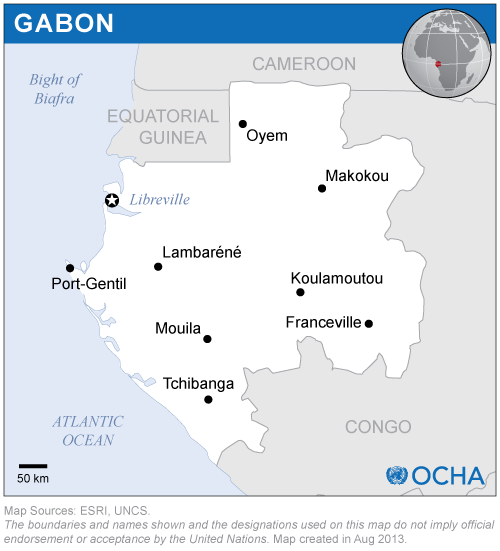 GABON
Bight of
Biafra
CAMEROON
EQUATORIAL
GUINEA
Oyem
Makokou
Libreville
Lambaréné
Port-Gentil
Koulamoutou
Mouila
Franceville
Tchibanga
ATLANTIC
OCEAN
CONGO
50 km
OCHA
Map Sources: ESRI, UNCS.
The boundaries and names shown and the designations used on this map do not imply official
endorsement or acceptance by the United Nations. Map created in Aug 2013.